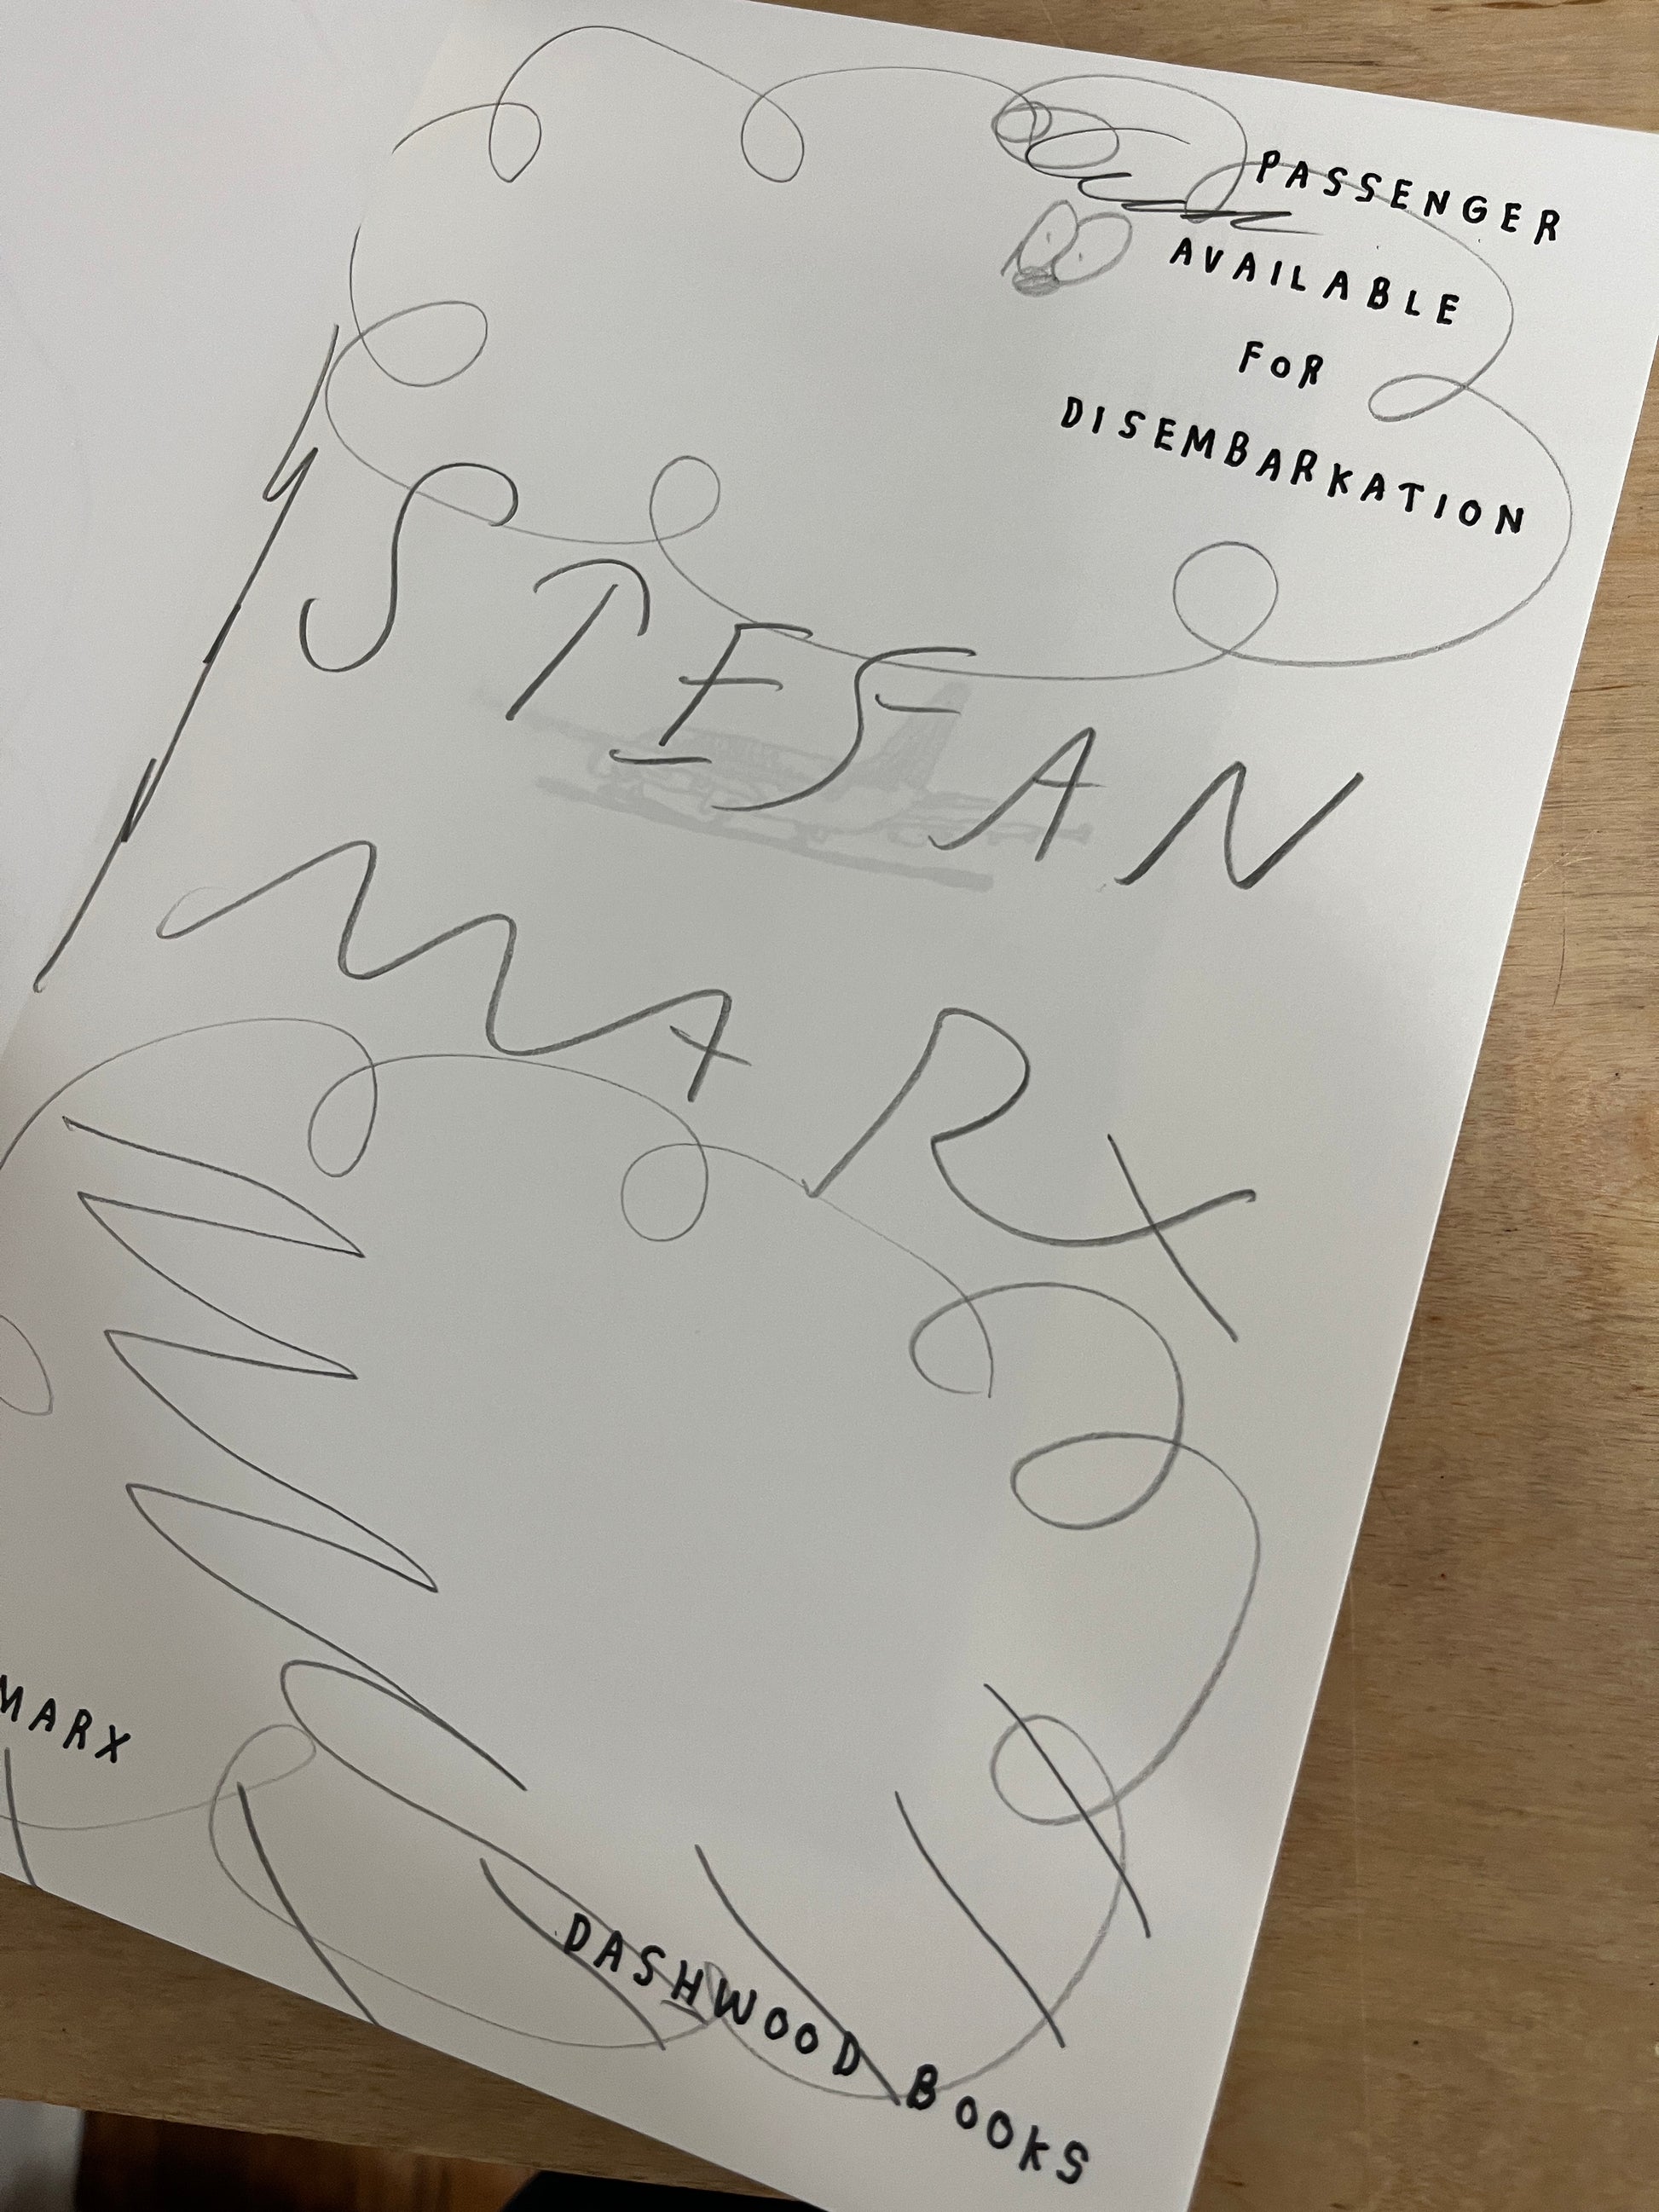 PASSENGER
AVAILABLE
FOR
DISEMBARKATION
STEFAN
MARX
MARX
DASHWOOD BOOKS